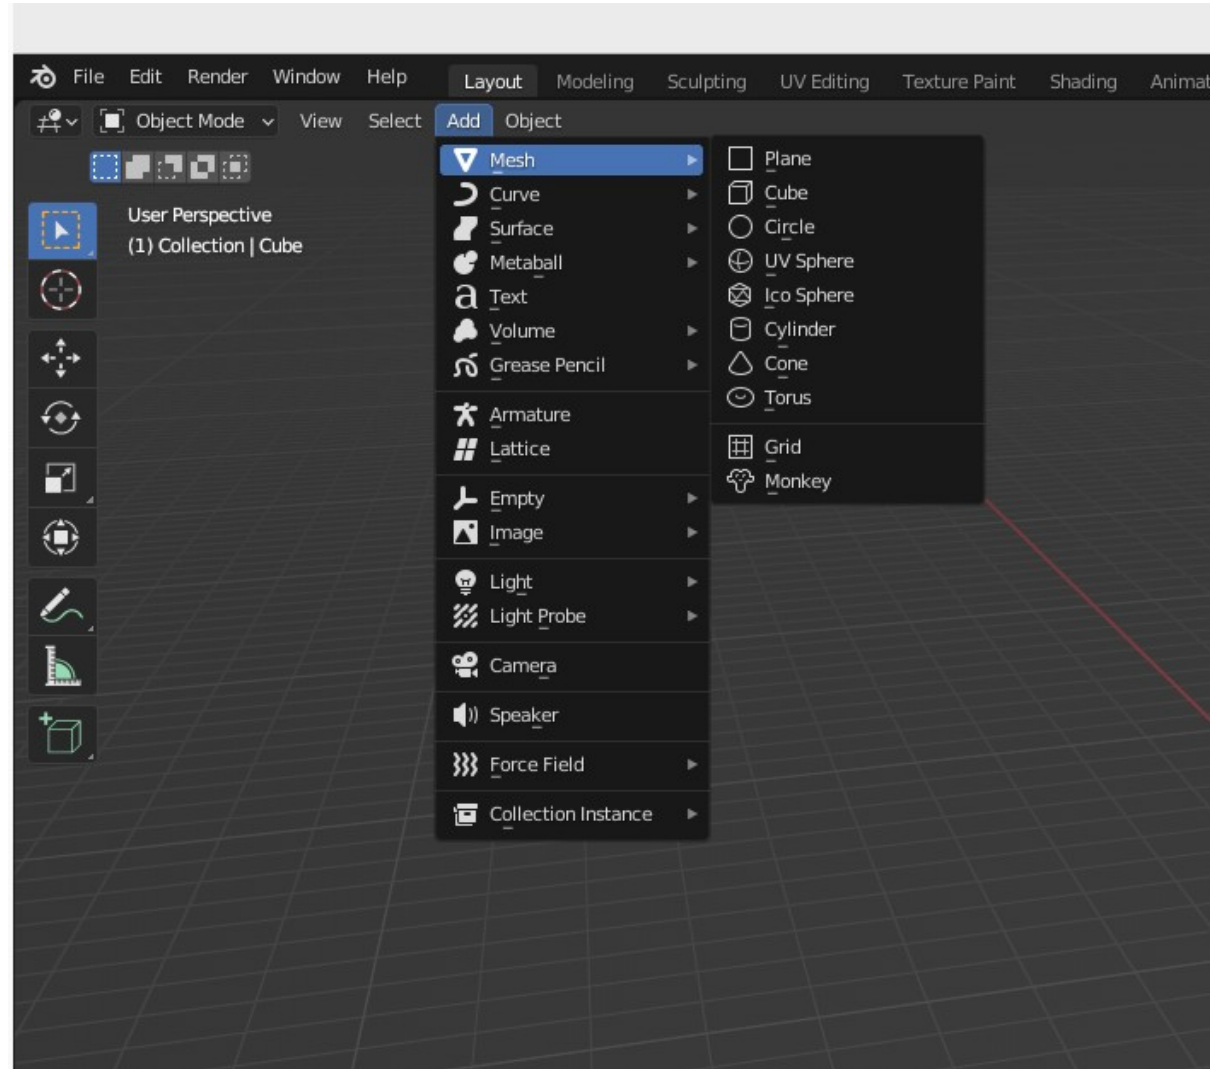 File Edit Render Window Help Layout Modeling Sculpting UV Editing Texture Paint Shading Animat
Object Mode View Select Add Object
User Perspective
(1) Collection | Cube
Mesh
Curve
Surface
Metaball
Text
Volume
Grease Pencil
Armature
Lattice
Empty
Image
Light
Light Probe
Camera
Speaker
Force Field
Collection Instance
Plane
Cube
Circle
UV Sphere
Ico Sphere
Cylinder
Cone
Torus
Grid
Monkey